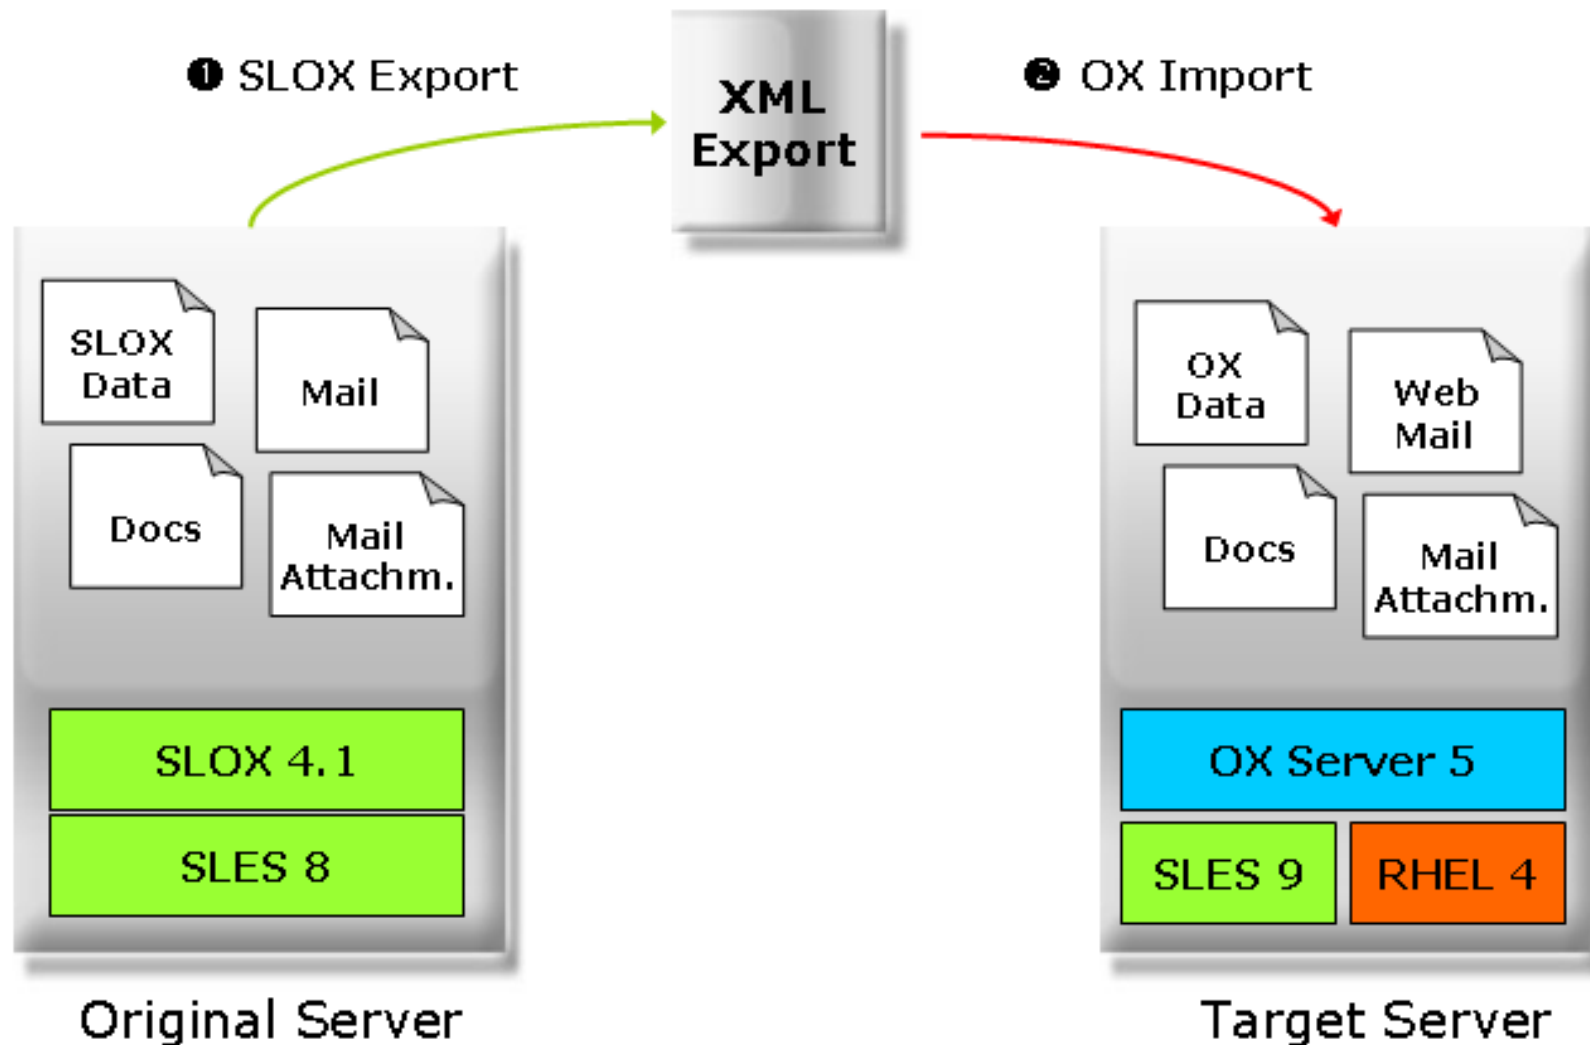 ❶ SLOX Export
XML
Export
❷ OX Import
SLOX
Data
Mail
Docs
Mail
Attachm.
SLOX 4.1
SLES 8
Original Server
OX
Data
Web
Mail
Docs
Mail
Attachm.
OX Server 5
SLES 9
RHEL 4
Target Server